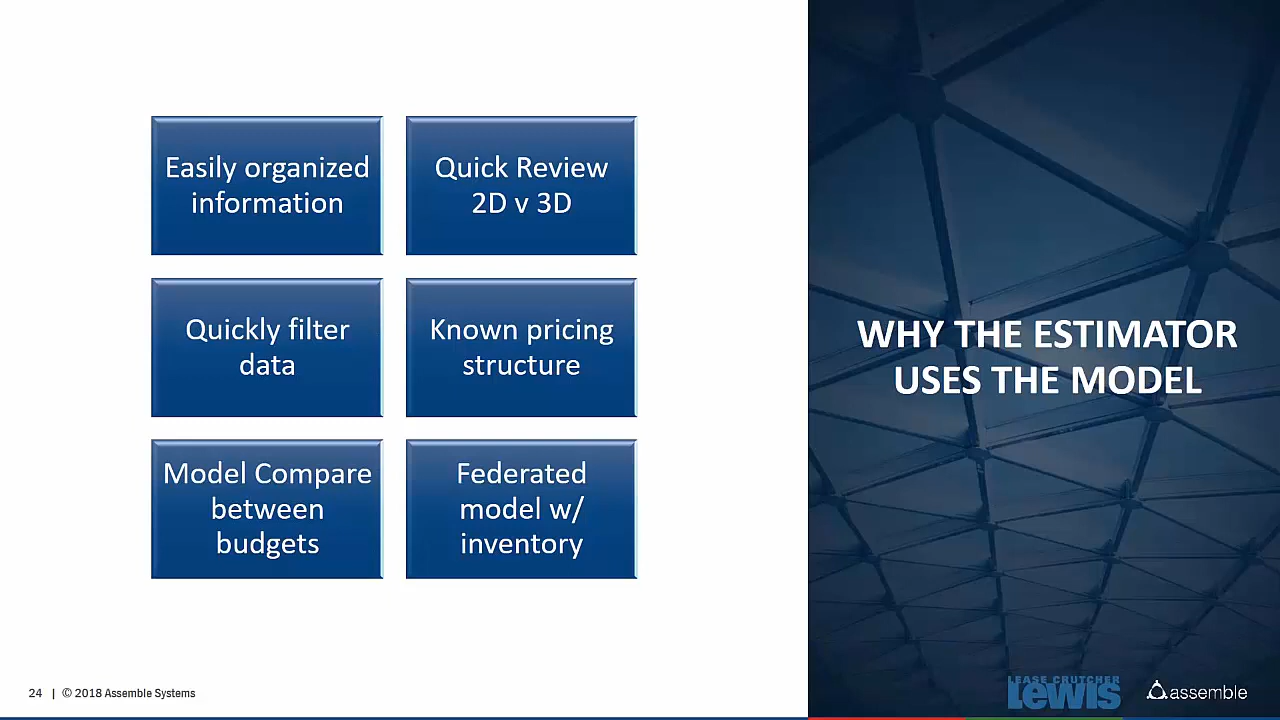 Easily organized
information
Quick Review
2D v 3D
Quickly filter
data
Known pricing
structure
Model Compare
between
budgets
Federated
model w/
inventory
WHY THE ESTIMATOR
USES THE MODEL
24 | © 2018 Assemble Systems
LEASE CRUTCHER
Lewis
assemble